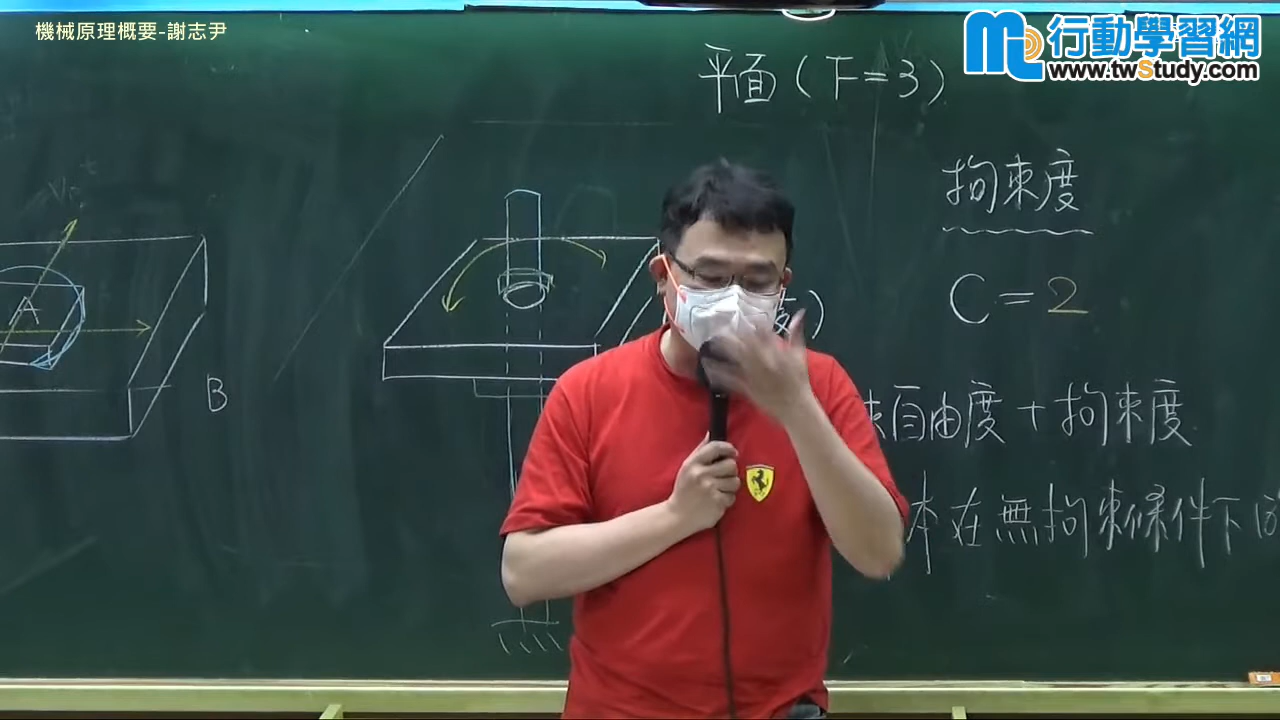 機械原理概要-謝志尹
行動學習網
www.twStudy.com
平面(F=3)
拘束度
C=2
A
B
度)
束自由度+拘束度
本在無拘束條件下